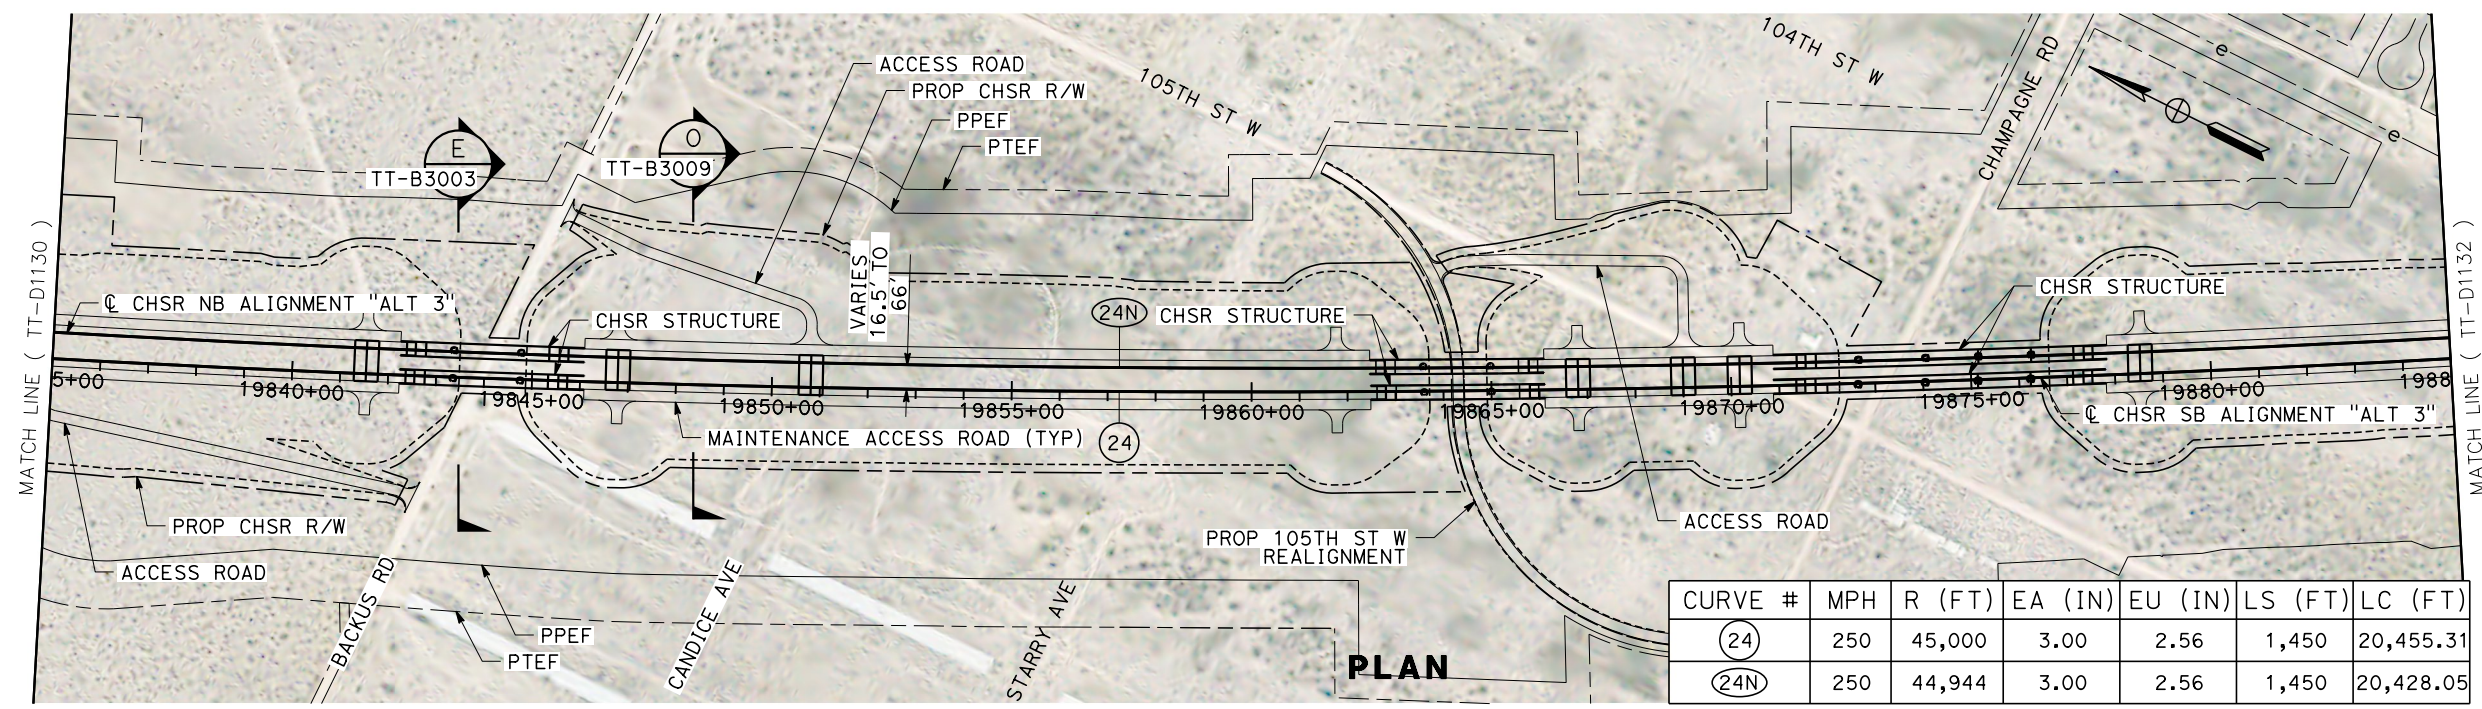 MATCH LINE ( TT-D1130 )
E
TT-B3003
O
TT-B3009
ACCESS ROAD
PROP CHSR R/W
PPEF
PTEF
105TH ST W
104TH ST W
CHAMPAGNE RD
e
e
MATCH LINE ( TT-D1132 )
℄ CHSR NB ALIGNMENT "ALT 3"
CHSR STRUCTURE
VARIES
16.5' TO
66'
24N
CHSR STRUCTURE
CHSR STRUCTURE
5+00
19840+00
19845+00
19850+00
19855+00
19860+00
19865+00
19870+00
19875+00
19880+00
1988
MAINTENANCE ACCESS ROAD (TYP)
24
℄ CHSR SB ALIGNMENT "ALT 3"
PROP CHSR R/W
ACCESS ROAD
BACKUS RD
PPEF
PTEF
CANDICE AVE
STARRY AVE
PROP 105TH ST W
REALIGNMENT
ACCESS ROAD
PLAN
CURVE # MPH R (FT) EA (IN) EU (IN) LS (FT) LC (FT)
24 250 45,000 3.00 2.56 1,450 20,455.31
24N 250 44,944 3.00 2.56 1,450 20,428.05